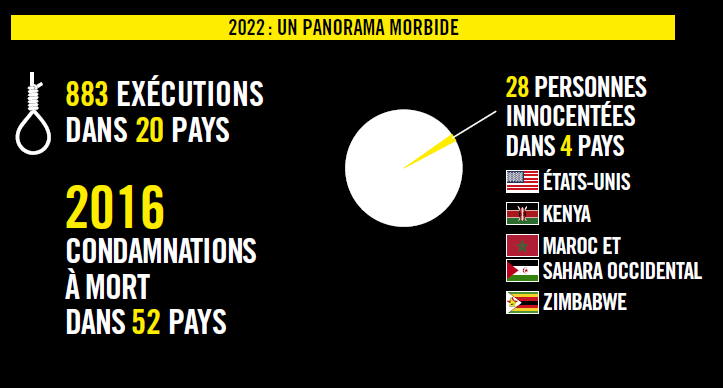 2022 : UN PANORAMA MORBIDE
883 EXÉCUTIONS
DANS 20 PAYS
2016
CONDAMNATIONS
À MORT
DANS 52 PAYS
28 PERSONNES
INNOCENTÉES
DANS 4 PAYS
ÉTATS-UNIS
KENYA
MAROC ET
SAHARA OCCIDENTAL
ZIMBABWE